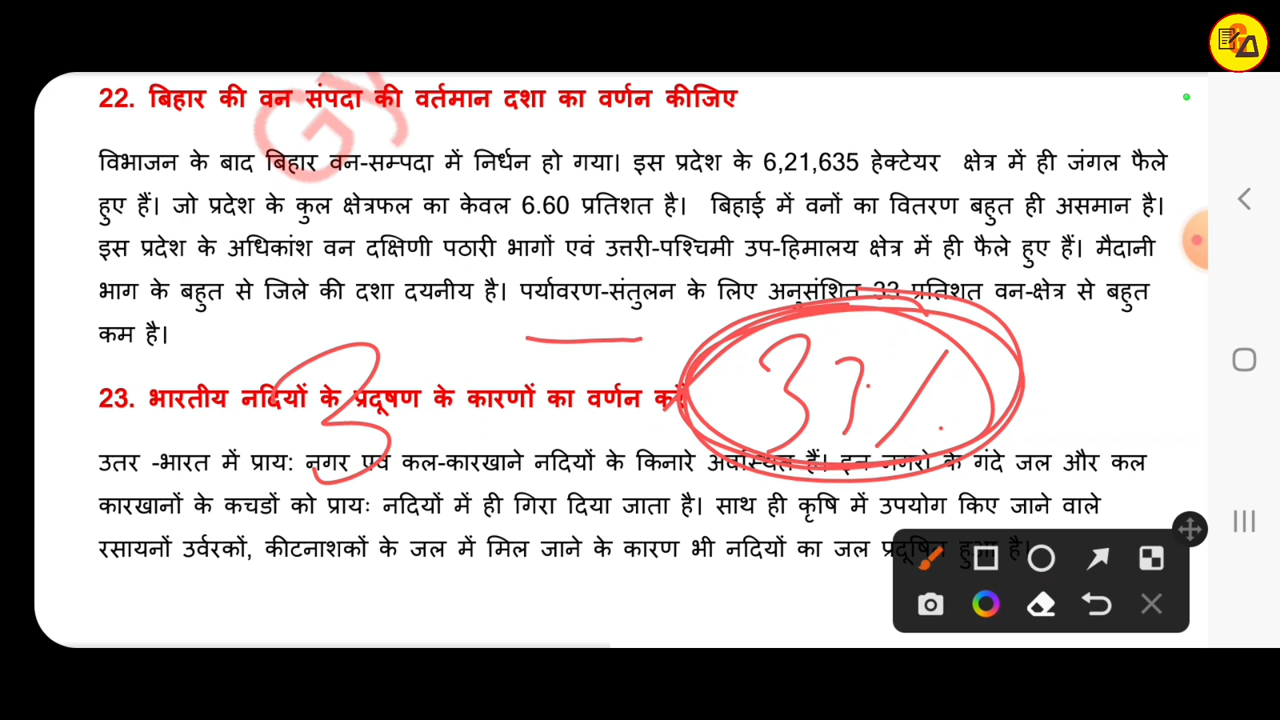 22. बिहार की वन संपदा की वर्तमान दशा का वर्णन कीजिए
विभाजन के बाद बिहार वन-सम्पदा में निर्धन हो गया। इस प्रदेश के 6,21,635 हेक्टेयर क्षेत्र में ही जंगल फैले
हुए हैं। जो प्रदेश के कुल क्षेत्रफल का केवल 6.60 प्रतिशत है। बिहाई में वनों का वितरण बहुत ही असमान है।
इस प्रदेश के अधिकांश वन दक्षिणी पठारी भागों एवं उत्तरी-पश्चिमी उप-हिमालय क्षेत्र में ही फैले हुए हैं। मैदानी
भाग के बहुत से जिले की दशा दयनीय है। पर्यावरण-संतुलन के लिए अनुसंशित 33 प्रतिशत वन-क्षेत्र से बहुत
कम है।
3
23. भारतीय नदियों के प्रदूषण के कारणों का वर्णन करें
उतर -भारत में प्राय: नगर एवं कल-कारखाने नदियों के किनारे अवस्थित हैं। इन नगरों के गंदे जल और कल
कारखानों के कचडों को प्रायः नदियों में ही गिरा दिया जाता है। साथ ही कृषि में उपयोग किए जाने वाले
रसायनों उर्वरकों, कीटनाशकों के जल में मिल जाने के कारण भी नदियों का जल प्रदूषित हुआ है।